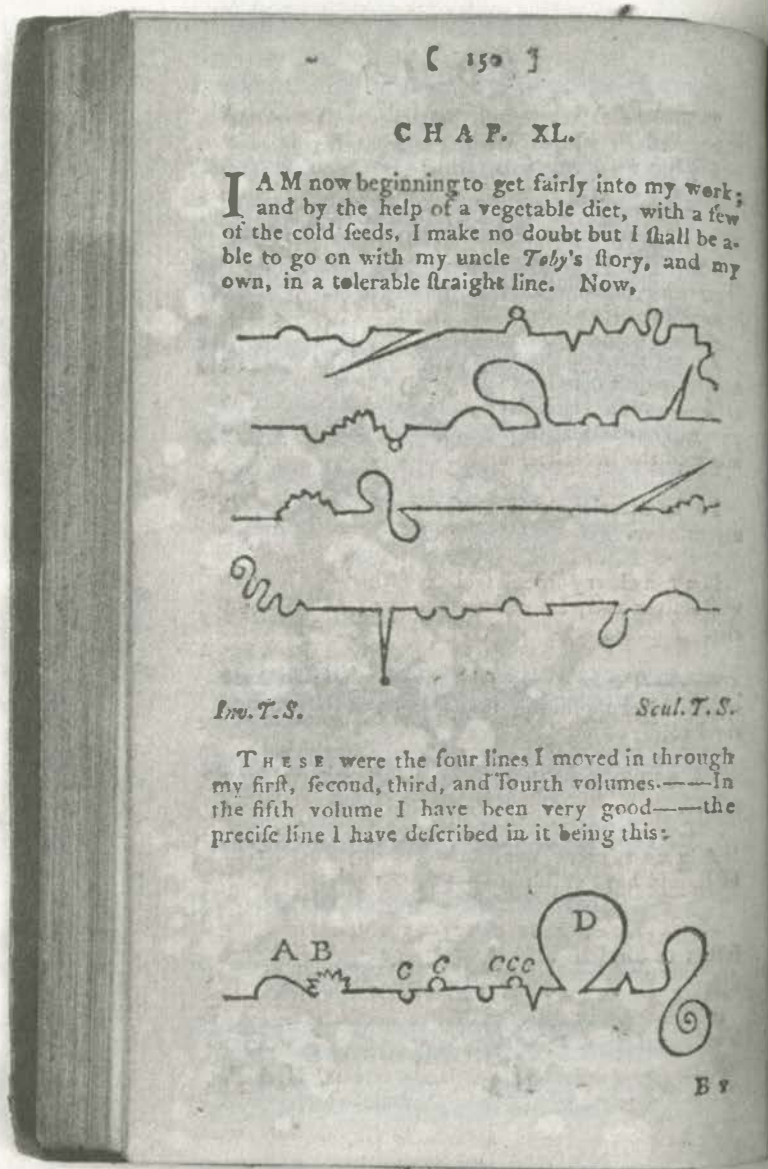 [ 150 ]
CHAP. XL.
I AM now beginning to get fairly into my work;
and by the help of a vegetable diet, with a few
of the cold ſeeds, I make no doubt but I ſhall be a-
ble to go on with my uncle Toby's ſtory, and my
own, in a tolerable ſtraight line. Now,
Inv. T. S. Scul. T. S.
THESE were the four lines I moved in through
my firſt, ſecond, third, and fourth volumes.——In
the fifth volume I have been very good——the
preciſe line I have deſcribed in it being this:
A B C C C C C D
By